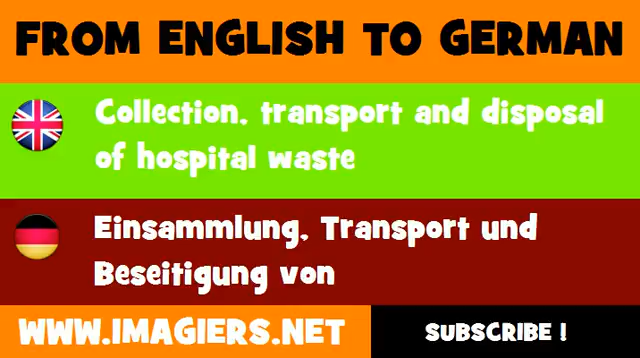 FROM ENGLISH TO GERMAN
Collection, transport and disposal
of hospital waste
Einsammlung, Transport und
Beseitigung von
WWW.IMAGIERS.NET
SUBSCRIBE !